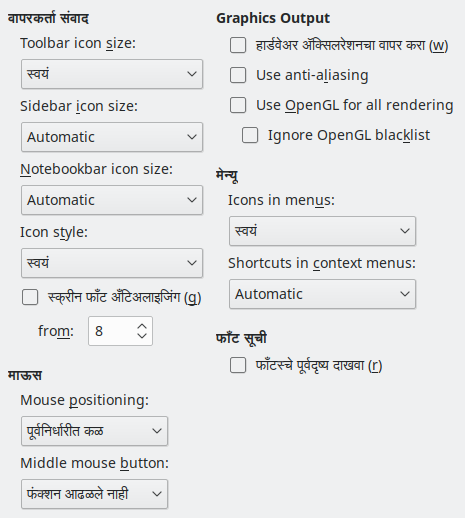 वापरकर्ता संवाद
Toolbar icon size:
स्वयं
Sidebar icon size:
Automatic
Notebookbar icon size:
Automatic
Icon style:
स्वयं
स्क्रीन फाँट अँटिअलाइजिंग (g)
from:
8
माऊस
Mouse positioning:
पूर्वनिर्धारीत कळ
Middle mouse button:
फंक्शन आढळले नाही
Graphics Output
हार्डवेअर ॲक्सिलरेशनचा वापर करा (w)
Use anti-aliasing
Use OpenGL for all rendering
Ignore OpenGL blacklist
मेन्यू
Icons in menus:
स्वयं
Shortcuts in context menus:
Automatic
फाँट सूची
फाँटस्चे पूर्वदृष्य दाखवा (r)